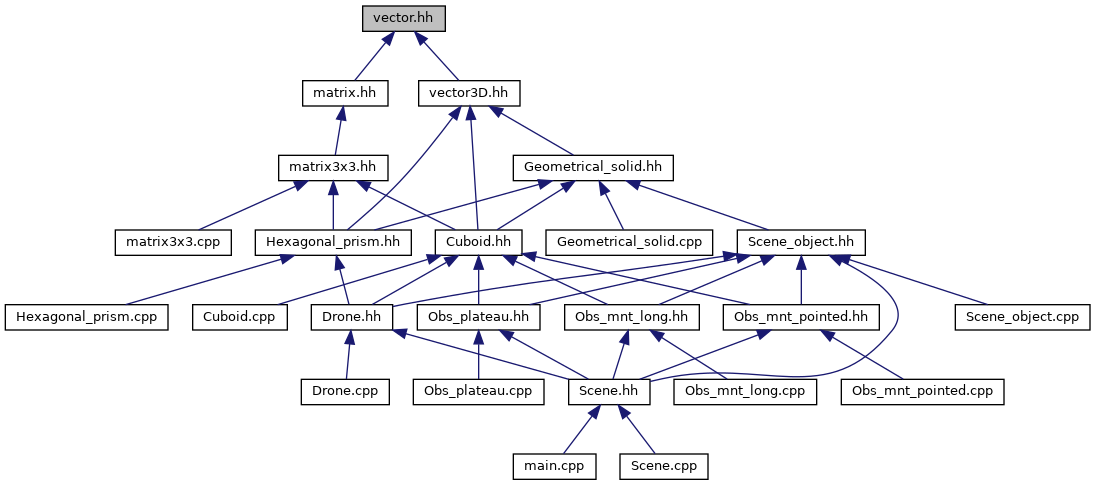 vector.hh
matrix.hh
vector3D.hh
matrix3x3.hh
Geometrical_solid.hh
matrix3x3.cpp
Hexagonal_prism.hh
Cuboid.hh
Geometrical_solid.cpp
Scene_object.hh
Hexagonal_prism.cpp
Cuboid.cpp
Drone.hh
Obs_plateau.hh
Obs_mnt_long.hh
Obs_mnt_pointed.hh
Scene_object.cpp
Drone.cpp
Obs_plateau.cpp
Scene.hh
Obs_mnt_long.cpp
Obs_mnt_pointed.cpp
main.cpp
Scene.cpp